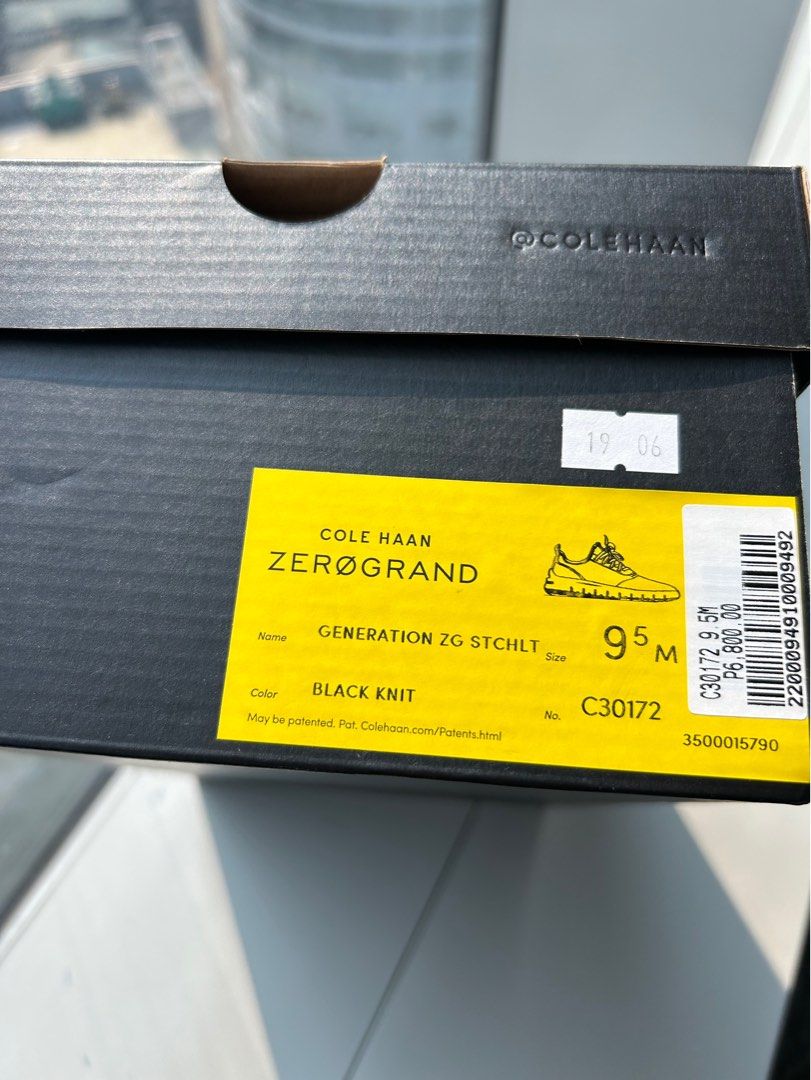 @COLEHAAN
19 06
COLE HAAN
ZERØGRAND
Name GENERATION ZG STCHLT Size 9⁵ M
Color BLACK KNIT No. C30172
May be patented. Pat. Colehaan.com/Patents.html
3500015790
C30172 9.5M
P6,800.00
2200094910009492